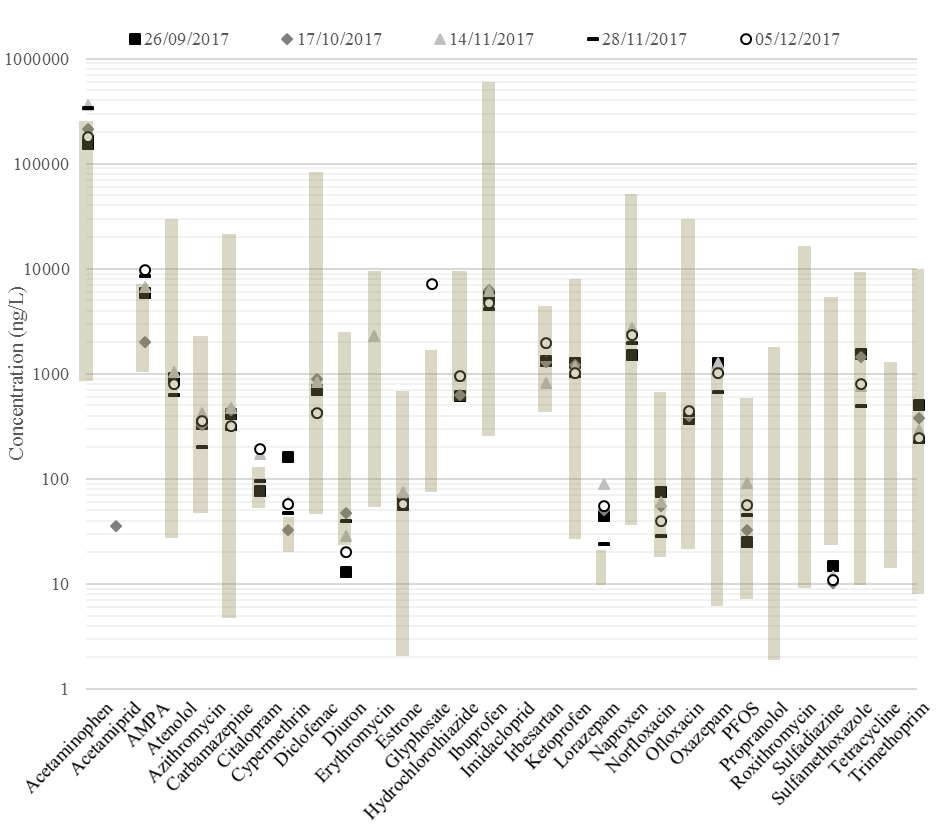 26/09/2017 17/10/2017 14/11/2017 28/11/2017 05/12/2017
Concentration (ng/L)
1000000
100000
10000
1000
100
10
1
Acetaminophen
Acetamiprid
AMPA
Atenolol
Azithromycin
Carbamazepine
Citalopram
Cypermethrin
Diclofenac
Diuron
Erythromycin
Estrone
Glyphosate
Hydrochlorothiazide
Ibuprofen
Imidacloprid
Irbesartan
Ketoprofen
Lorazepam
Naproxen
Norfloxacin
Ofloxacin
Oxazepam
PFOS
Propranolol
Roxithromycin
Sulfadiazine
Sulfamethoxazole
Tetracycline
Trimethoprim